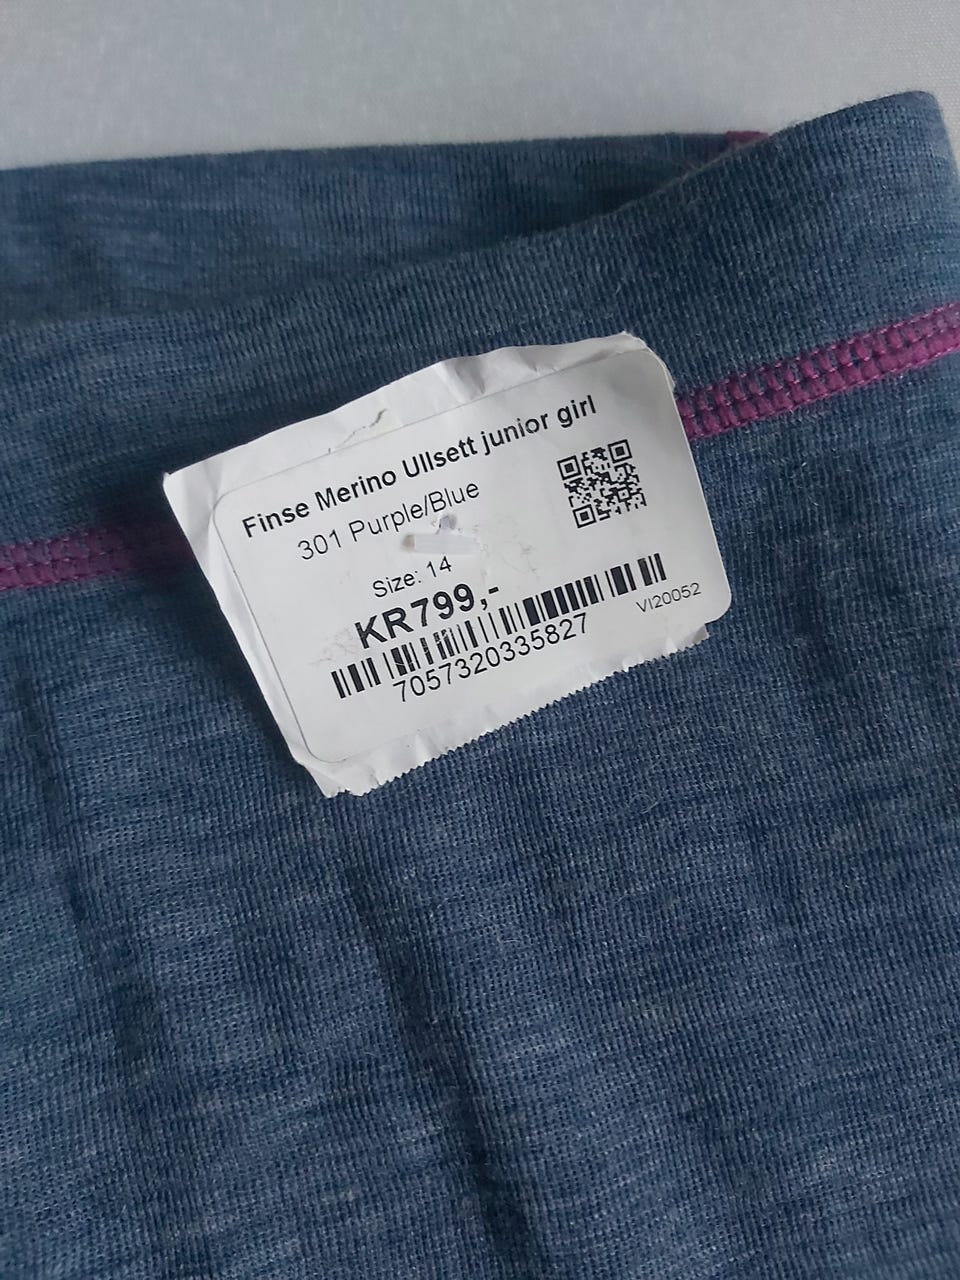 Finse Merino Ullsett junior girl
301 Purple/Blue
Size: 14
KR799,-
7057320335827
VI20052